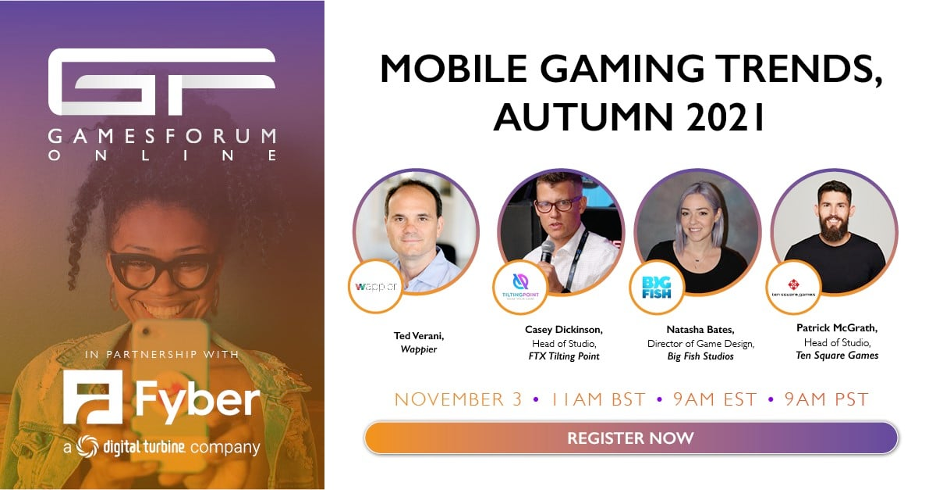 GF
GAMESFORUM
ONLINE
IN PARTNERSHIP WITH
Fyber
a digital turbine company
MOBILE GAMING TRENDS,
AUTUMN 2021
wappier
TILTINGPOINT
BIG
FISH
ten square games
Ted Verani,
Wappier
Casey Dickinson,
Head of Studio,
FTX Tilting Point
Natasha Bates,
Director of Game Design,
Big Fish Studios
Patrick McGrath,
Head of Studio,
Ten Square Games
NOVEMBER 3 • 11AM BST • 9AM EST • 9AM PST
REGISTER NOW